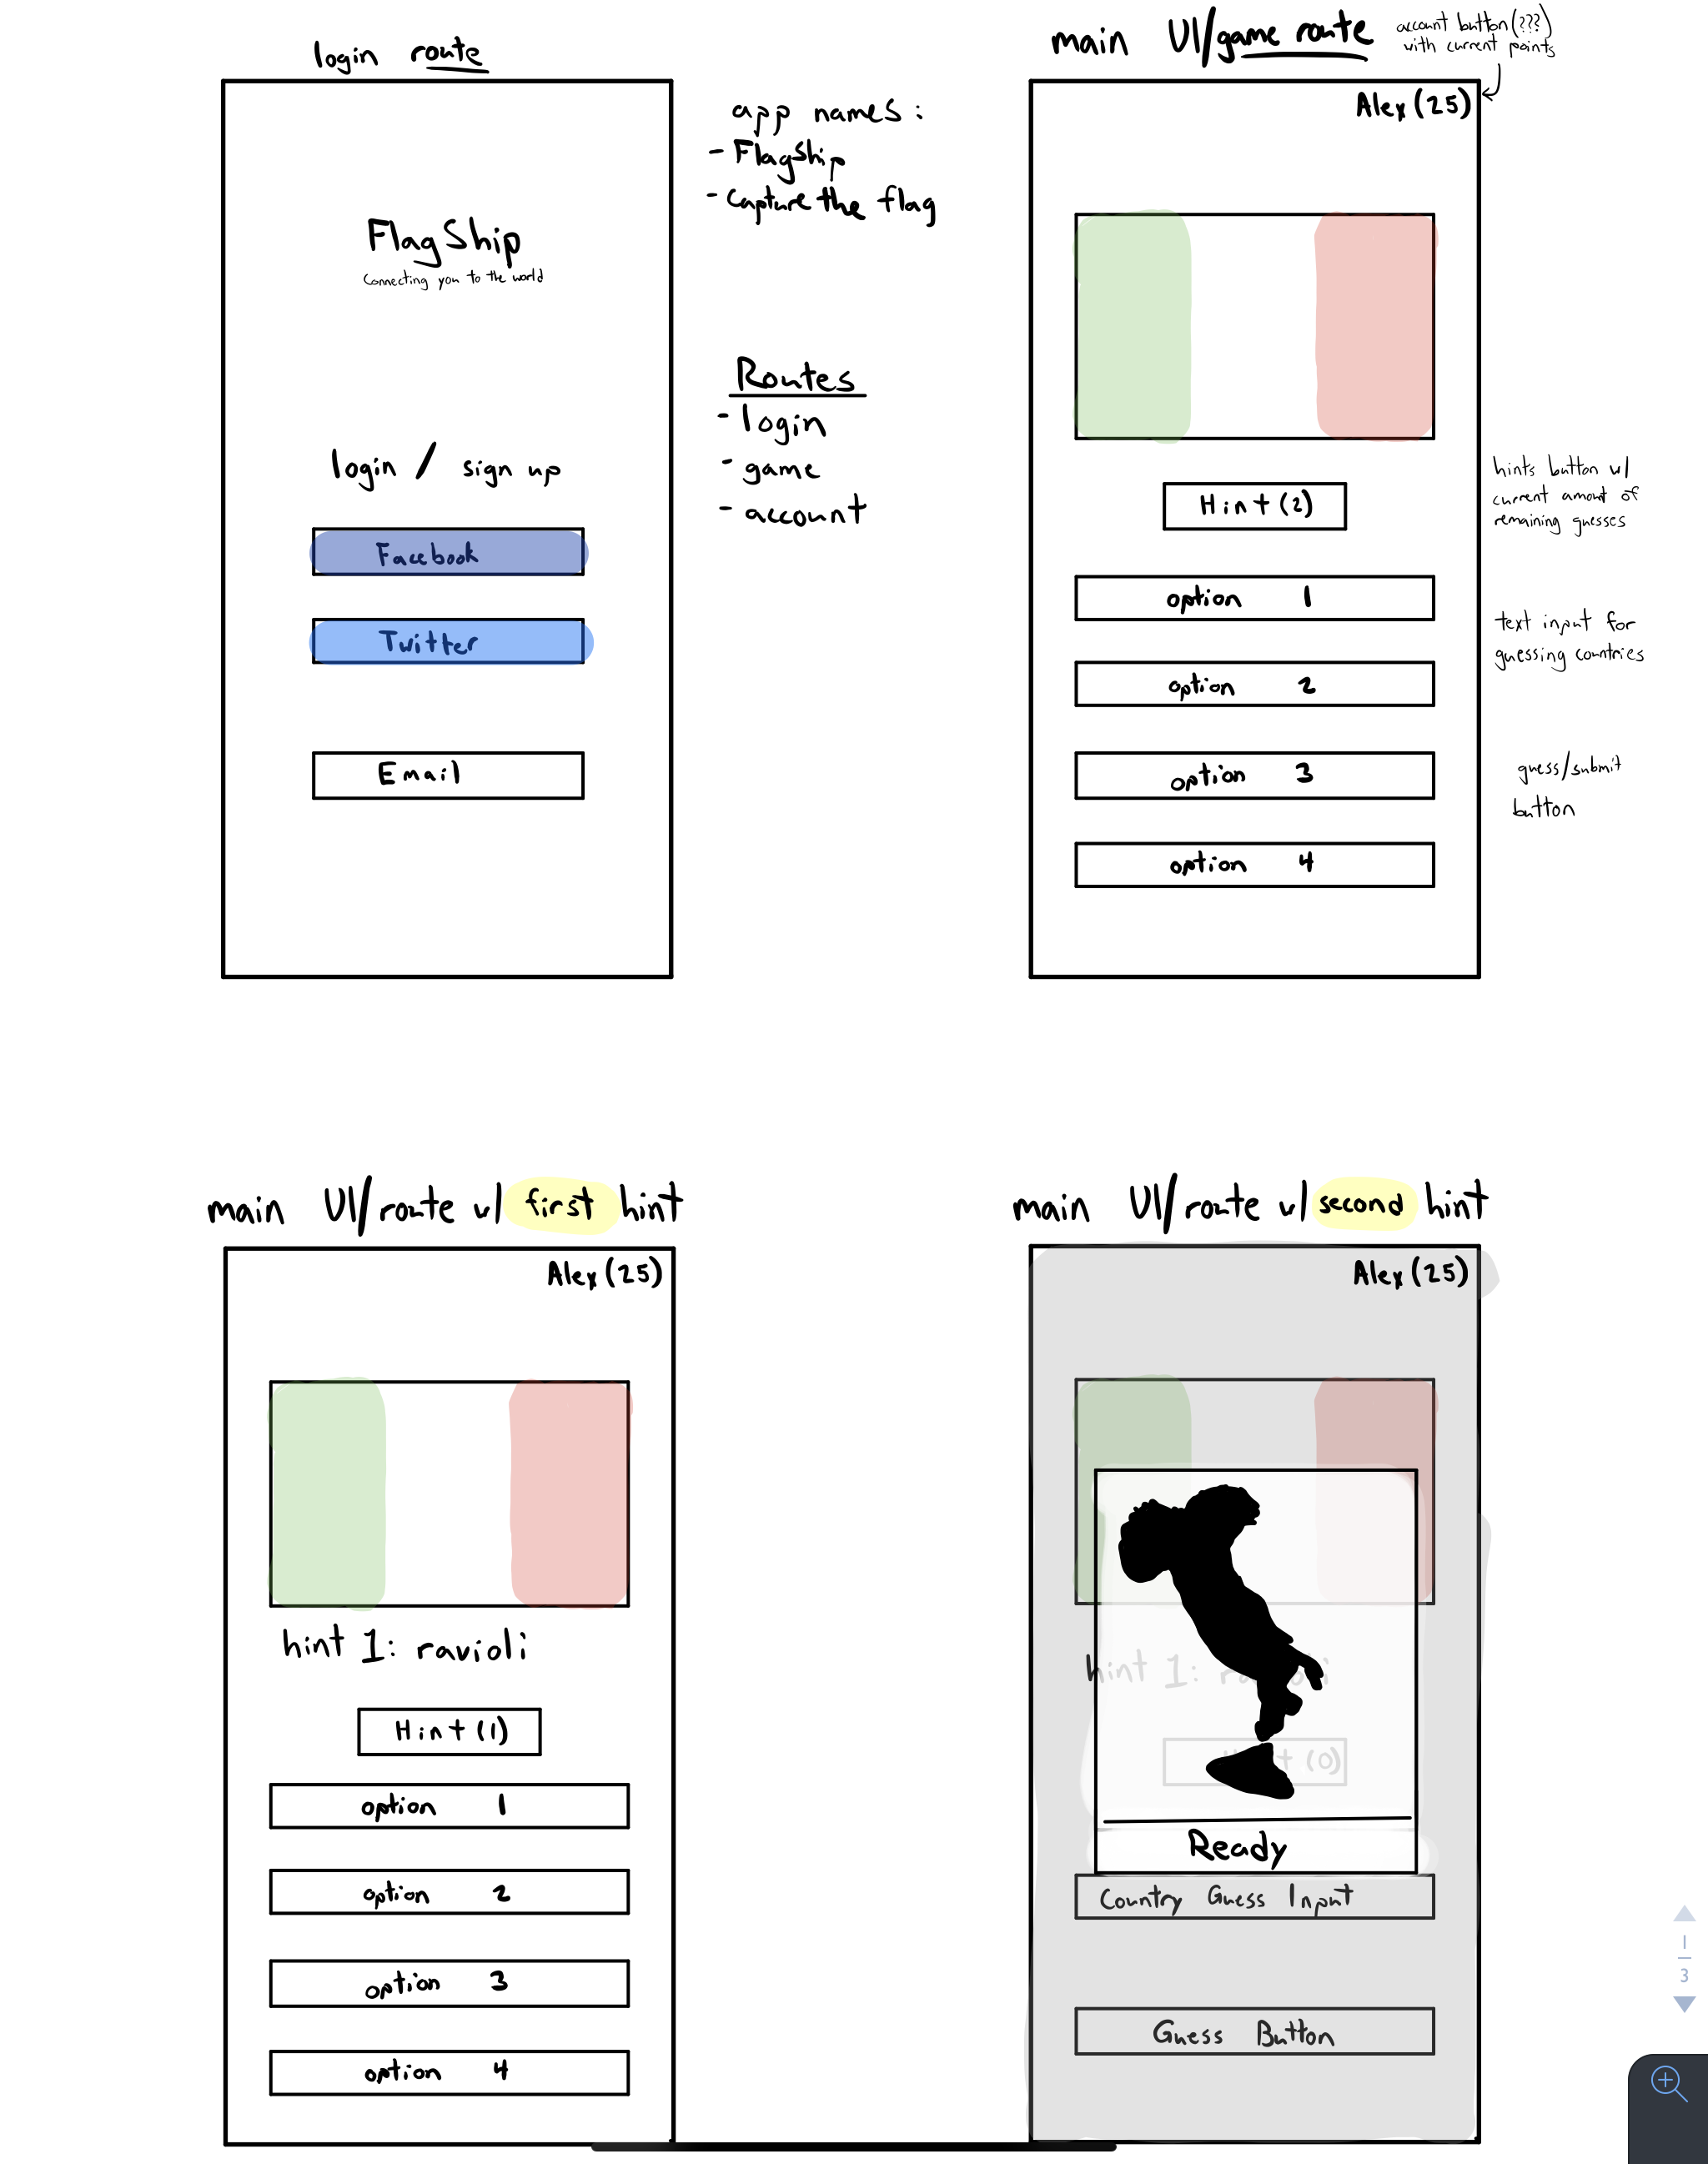 login route
FlagShip
Connecting you to the world
login / sign up
Facebook
Twitter
Email
app names:
- Flagship
- Capture the flag
Routes
- login
- game
- account
main UI/game route
account button (???)
with current points
Alex (25)
Hint (2)
option 1
option 2
option 3
option 4
hints button w/
current amount of
remaining guesses
text input for
guessing countries
guess/submit
button
main UI/route w/ first hint
Alex (25)
hint 1: ravioli
Hint (1)
option 1
option 2
option 3
option 4
main UI/route w/ second hint
Alex (25)
hint 1: ravioli
Hint (0)
Ready
Country Guess Input
Guess Button
1
3